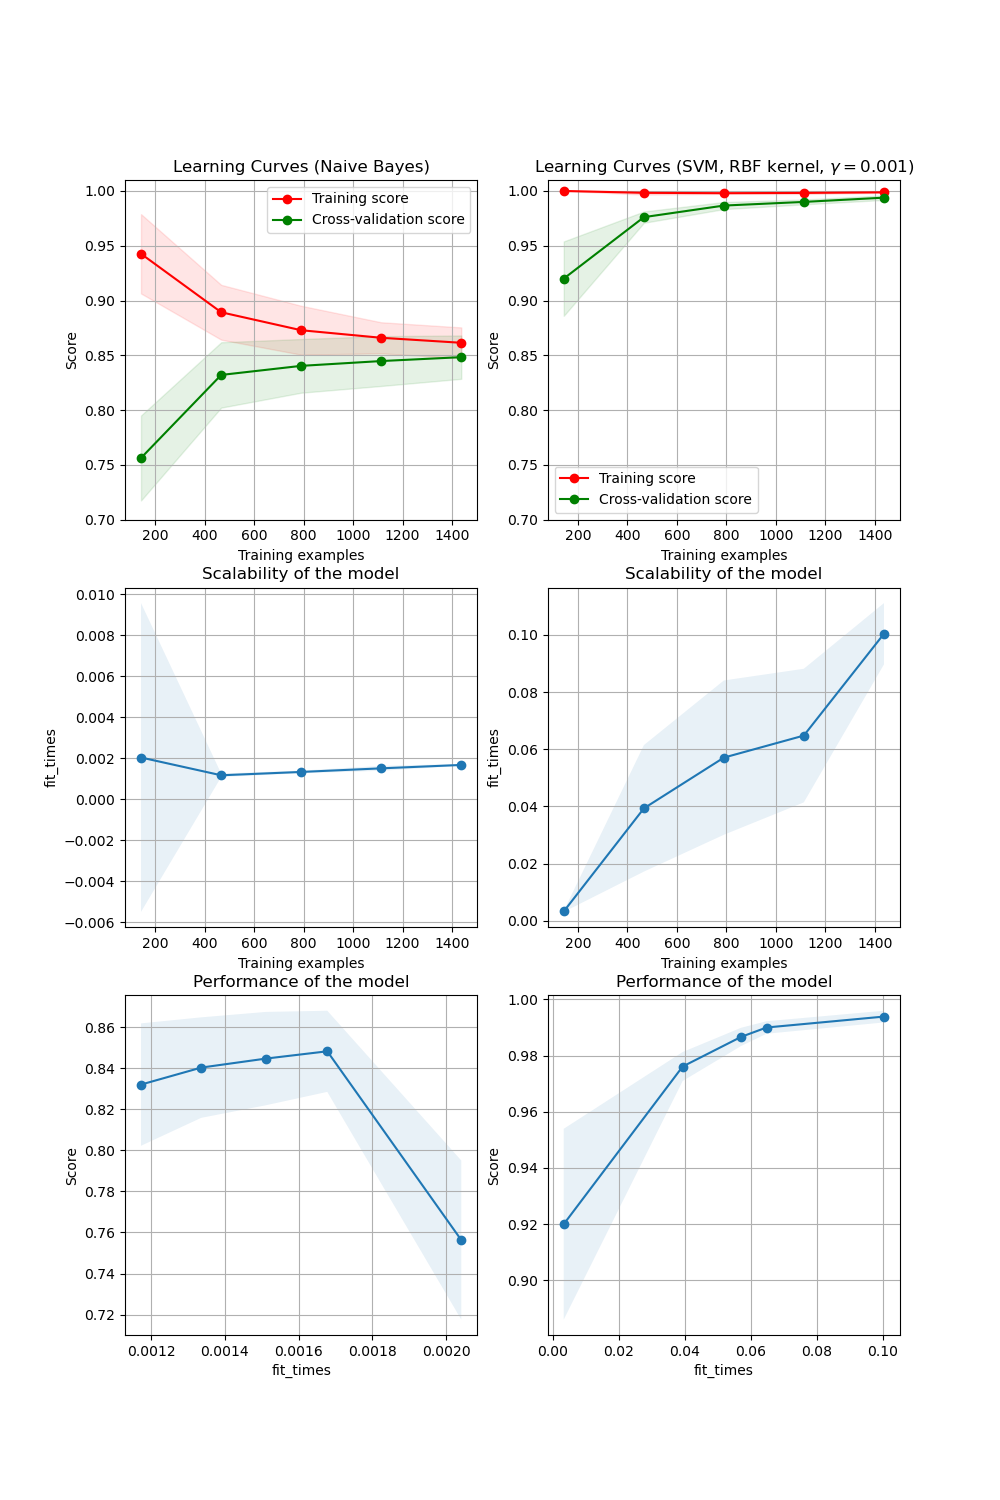 Learning Curves (Naive Bayes)
1.00
0.95
0.90
0.85
0.80
0.75
0.70
Score
Training score
Cross-validation score
200 400 600 800 1000 1200 1400
Training examples
Learning Curves (SVM, RBF kernel, γ = 0.001)
1.00
0.95
0.90
0.85
0.80
0.75
0.70
Score
Training score
Cross-validation score
200 400 600 800 1000 1200 1400
Training examples
Scalability of the model
0.010
0.008
0.006
0.004
0.002
0.000
−0.002
−0.004
−0.006
fit_times
200 400 600 800 1000 1200 1400
Training examples
Scalability of the model
0.10
0.08
0.06
0.04
0.02
0.00
fit_times
200 400 600 800 1000 1200 1400
Training examples
Performance of the model
0.86
0.84
0.82
0.80
0.78
0.76
0.74
0.72
Score
0.0012 0.0014 0.0016 0.0018 0.0020
fit_times
Performance of the model
1.00
0.98
0.96
0.94
0.92
0.90
Score
0.00 0.02 0.04 0.06 0.08 0.10
fit_times